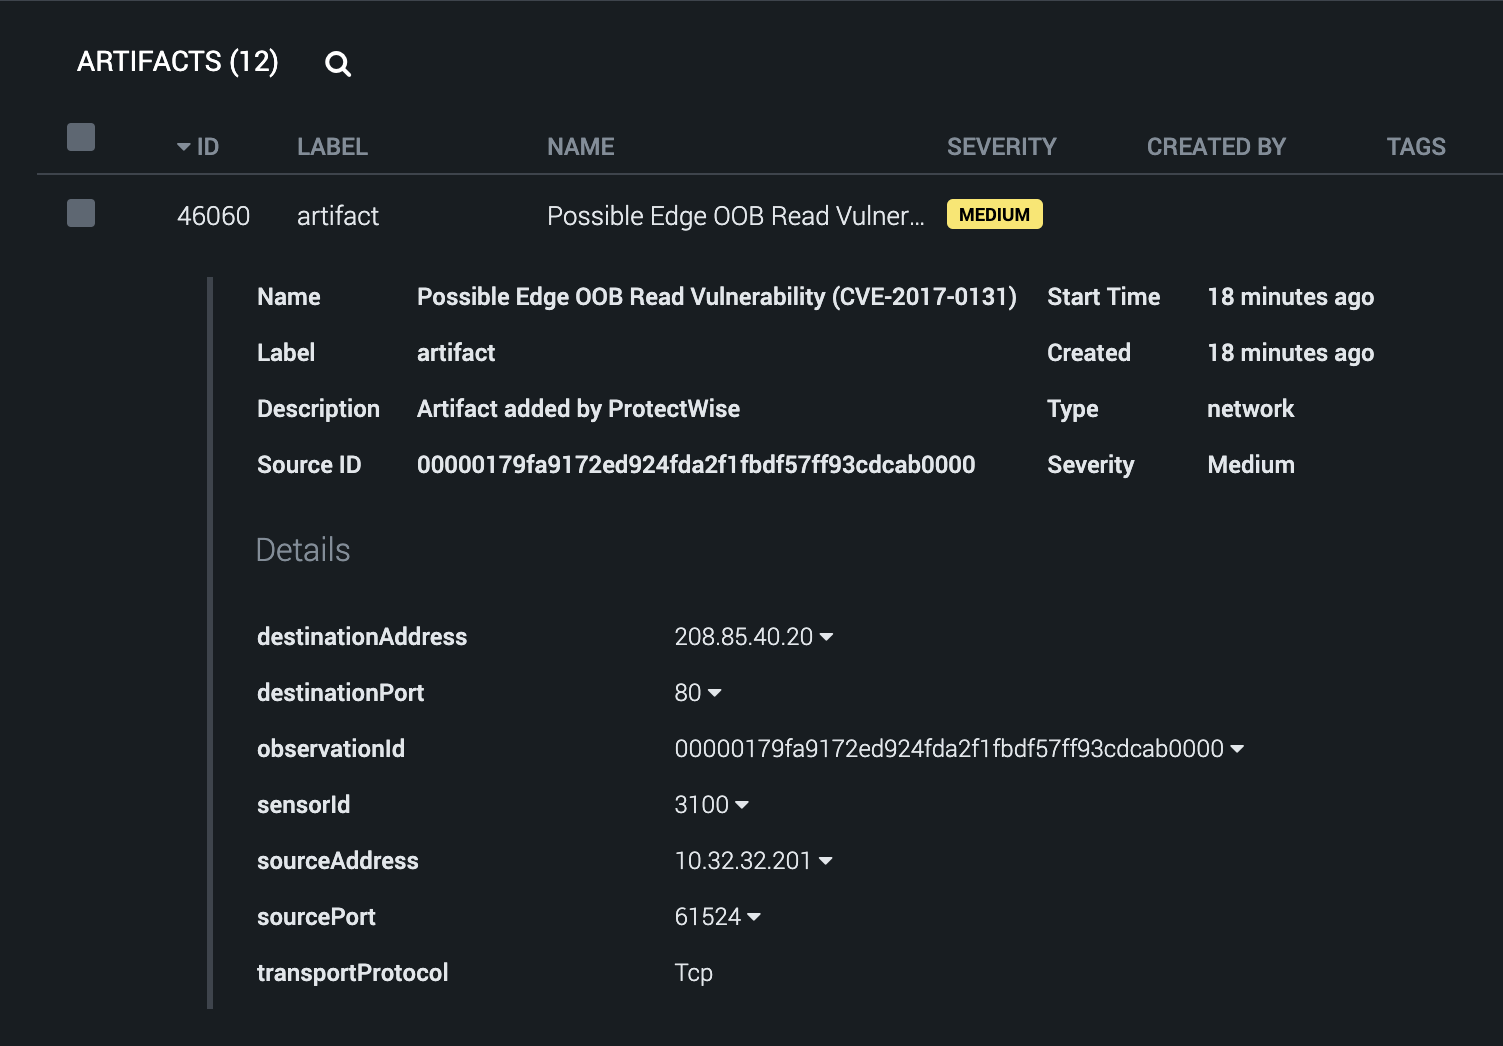 ARTIFACTS (12)
ID LABEL NAME SEVERITY CREATED BY TAGS
46060 artifact Possible Edge OOB Read Vulner... MEDIUM
Name Possible Edge OOB Read Vulnerability (CVE-2017-0131) Start Time 18 minutes ago
Label artifact Created 18 minutes ago
Description Artifact added by ProtectWise Type network
Source ID 00000179fa9172ed924fda2f1fbdf57ff93cdcab0000 Severity Medium
Details
destinationAddress 208.85.40.20
destinationPort 80
observationId 00000179fa9172ed924fda2f1fbdf57ff93cdcab0000
sensorId 3100
sourceAddress 10.32.32.201
sourcePort 61524
transportProtocol Tcp